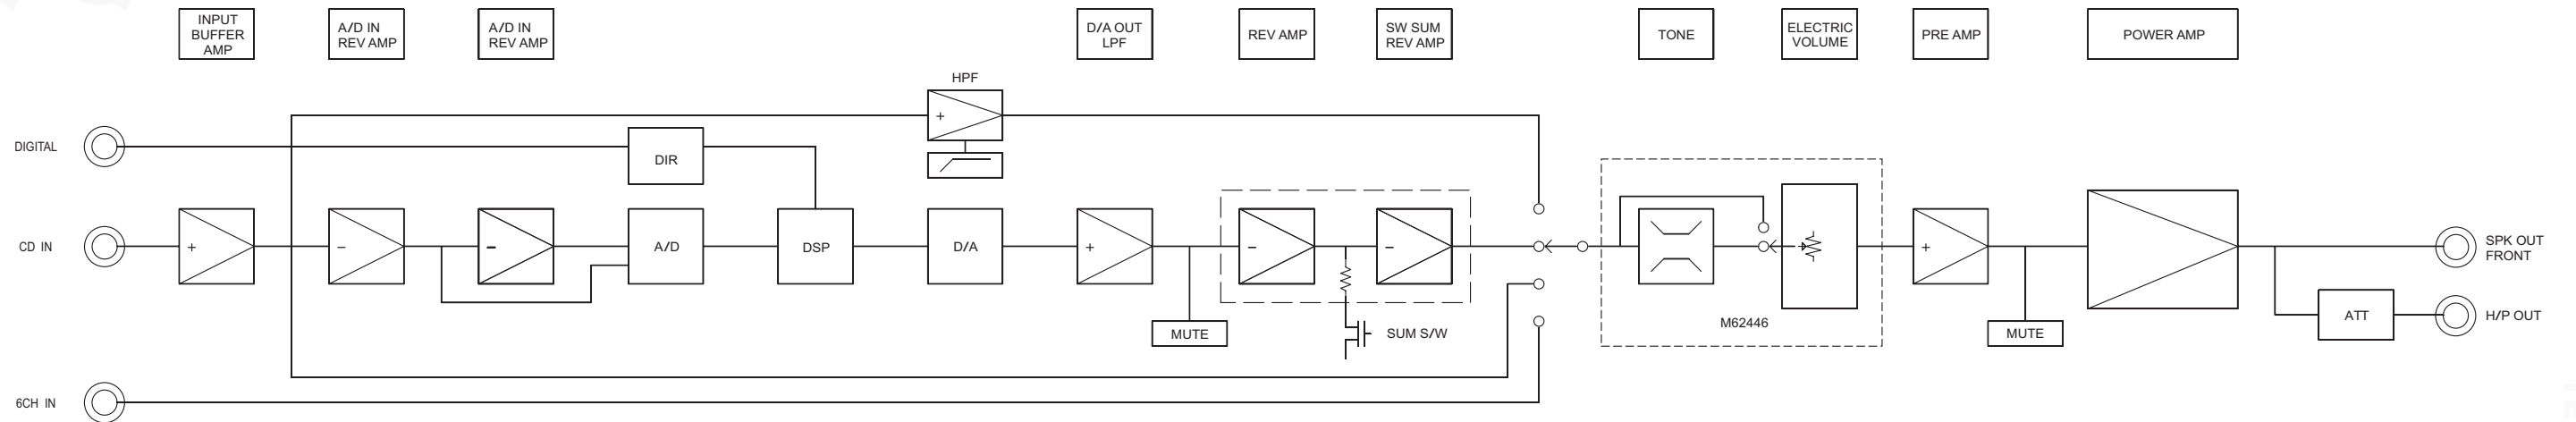 INPUT
BUFFER
AMP
A/D IN
REV AMP
A/D IN
REV AMP
D/A OUT
LPF
REV AMP
SW SUM
REV AMP
TONE
ELECTRIC
VOLUME
PRE AMP
POWER AMP
HPF
+
DIGITAL
DIR
CD IN
+
−
−
A/D
DSP
D/A
+
−
−
+
SPK OUT
FRONT
MUTE
SUM S/W
M62446
MUTE
ATT
H/P OUT
6CH IN